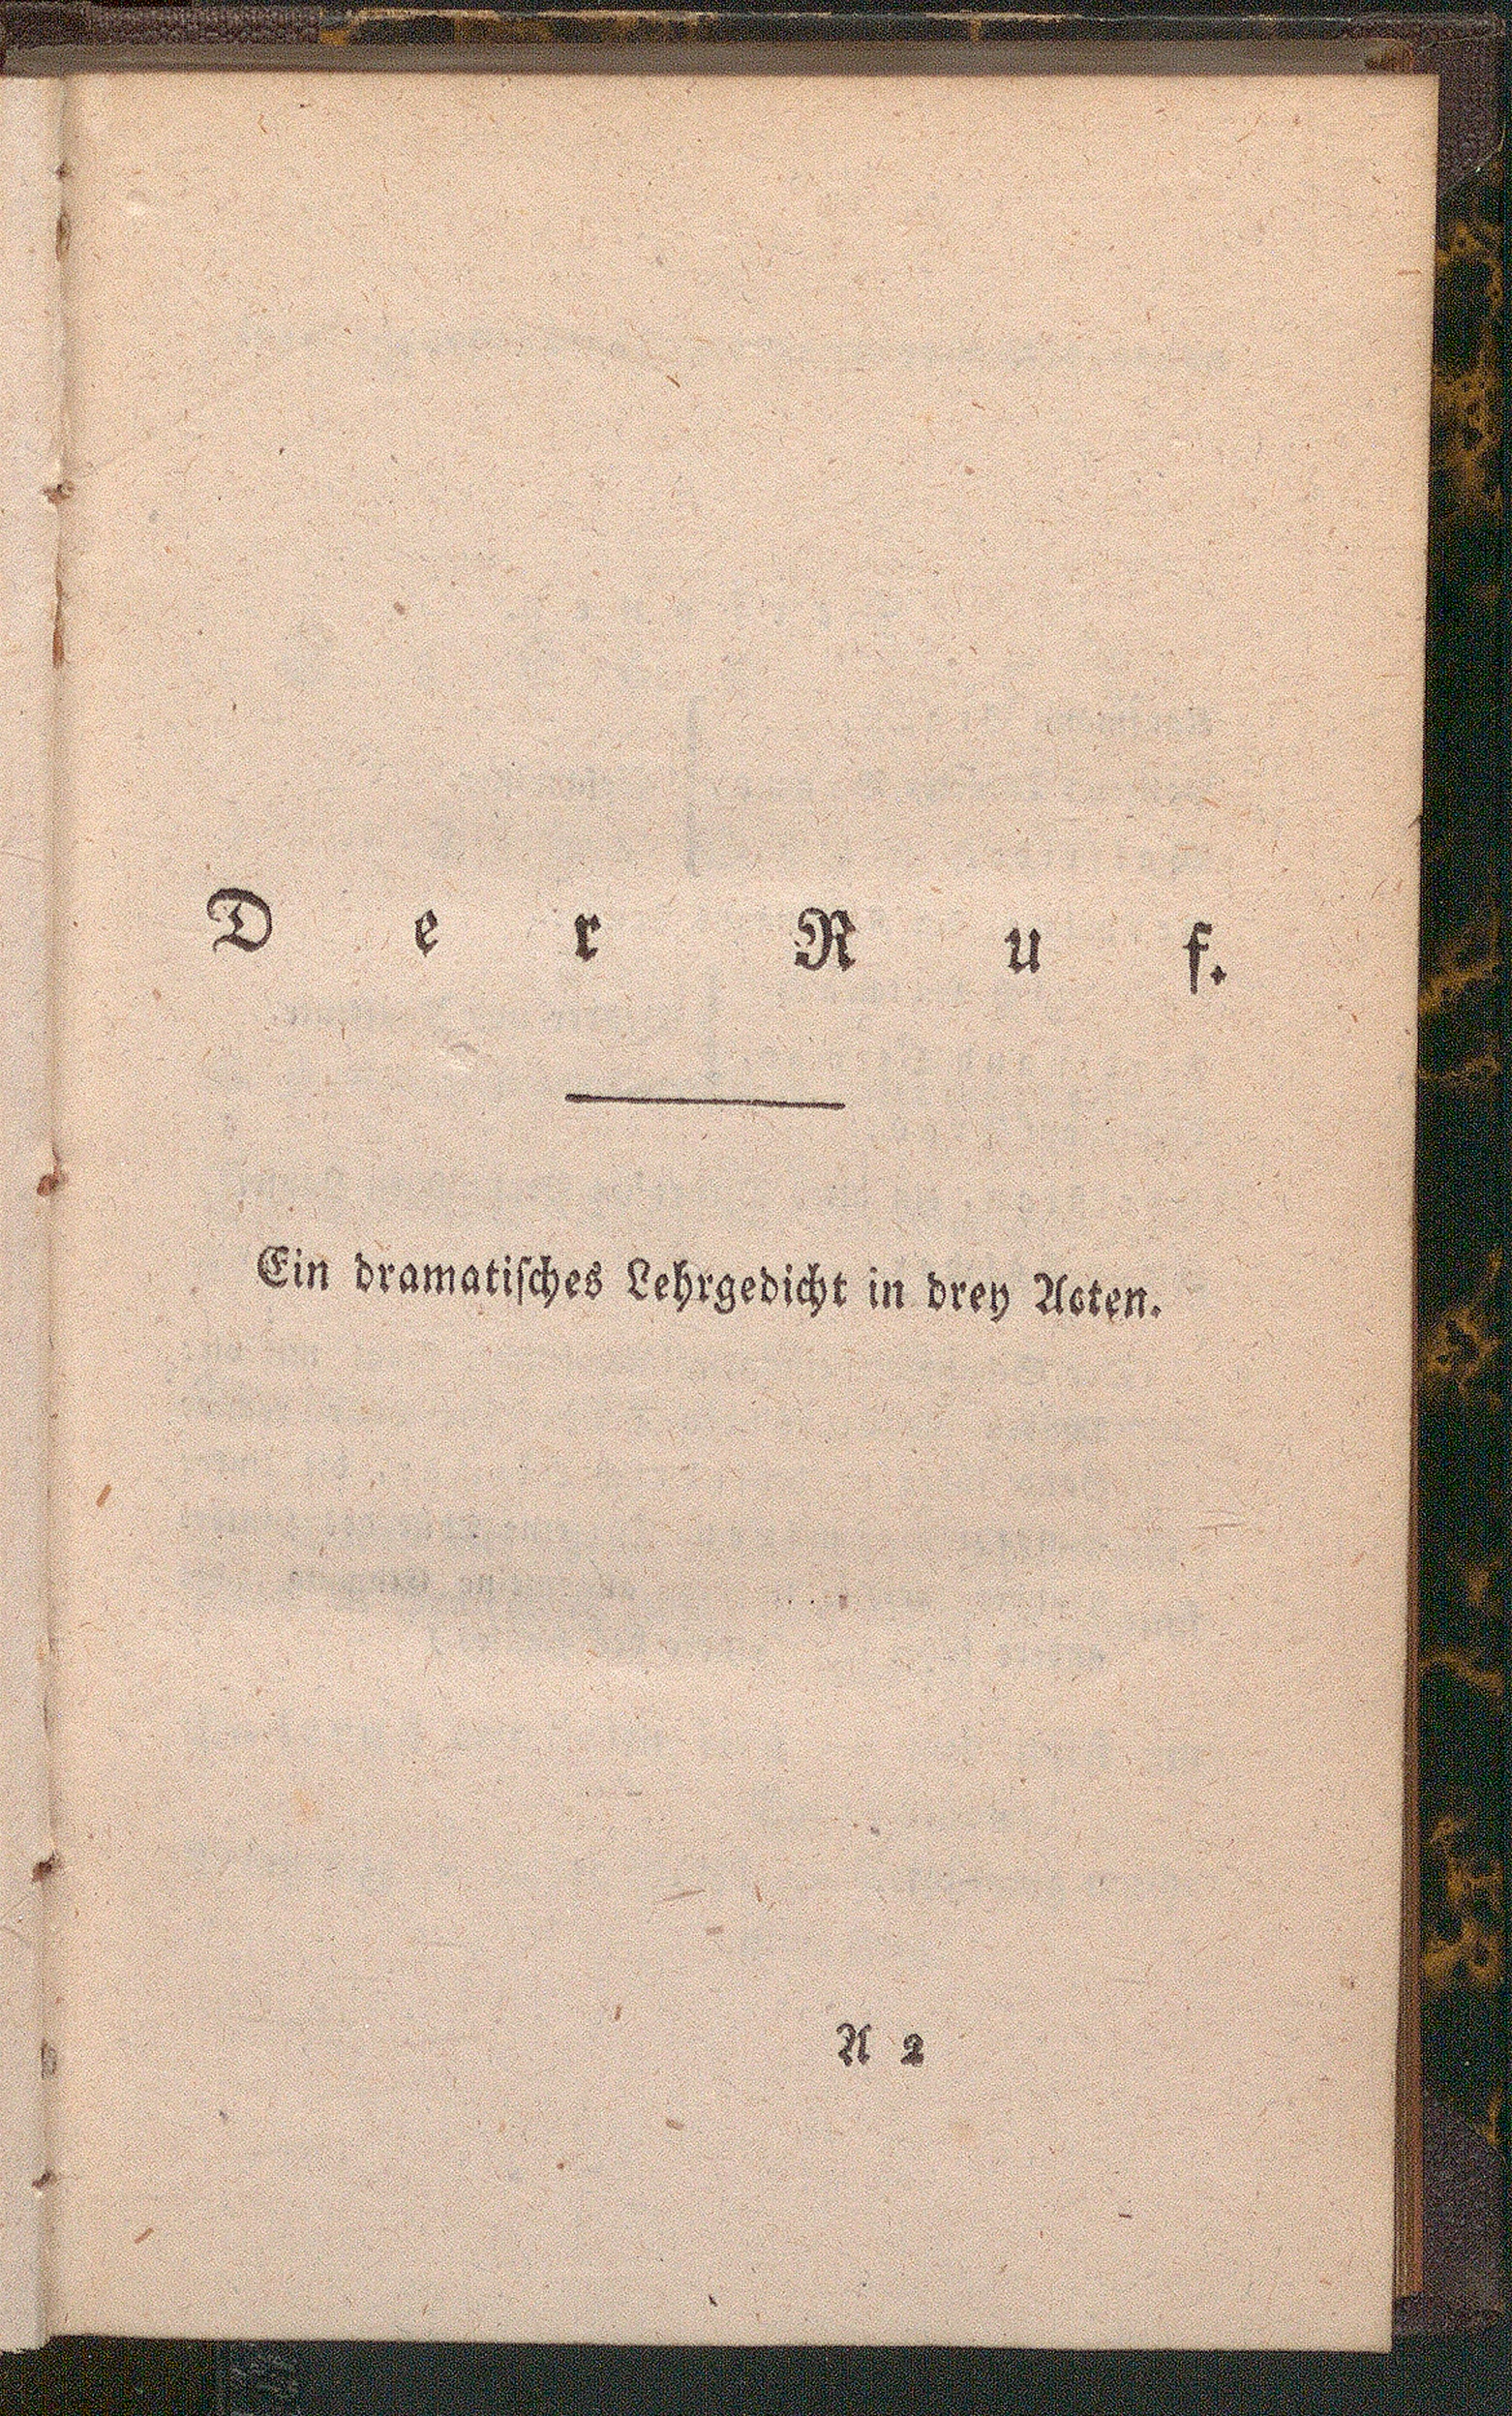 Der Ruf.
Ein dramatiſches Lehrgedicht in drey Acten.
A 2